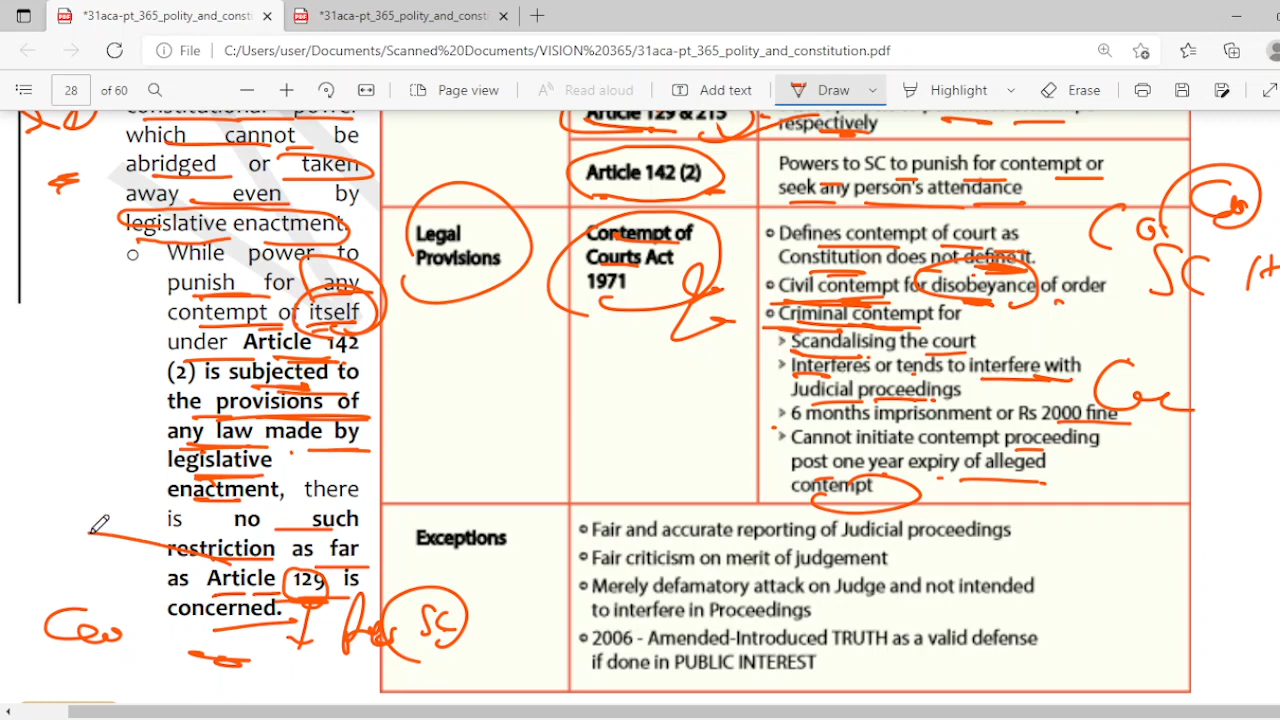 *31aca-pt_365_polity_and_constitu
*31aca-pt_365_polity_and_consti
File
C:/Users/user/Documents/Scanned%20Documents/VISION%20365/31aca-pt_365_polity_and_constitution.pdf
28
of 60
Page view
Read aloud
Add text
Draw
Highlight
Erase
constitutional power
which cannot be
abridged or taken
away even by
legislative enactment.
While power to
punish for any
contempt of itself
under Article 142
(2) is subjected to
the provisions of
any law made by
legislative
enactment, there
is no such
restriction as far
as Article 129 is
concerned.
Article 129 & 215
respectively
Article 142 (2)
Powers to SC to punish for contempt or
seek any person's attendance
Legal
Provisions
Contempt of
Courts Act
1971
Defines contempt of court as
Constitution does not define it.
Civil contempt for disobeyance of order
Criminal contempt for
Scandalising the court
Interferes or tends to interfere with
Judicial proceedings
6 months imprisonment or Rs 2000 fine
Cannot initiate contempt proceeding
post one year expiry of alleged
contempt
Exceptions
Fair and accurate reporting of Judicial proceedings
Fair criticism on merit of judgement
Merely defamatory attack on Judge and not intended
to interfere in Proceedings
2006 - Amended-Introduced TRUTH as a valid defense
if done in PUBLIC INTEREST
SC
SC